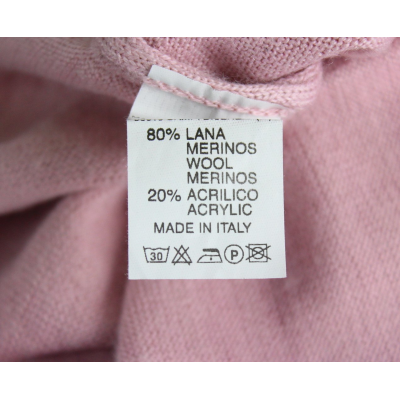 80% LANA
MERINOS
WOOL
MERINOS
20% ACRILICO
ACRYLIC
MADE IN ITALY
30 P